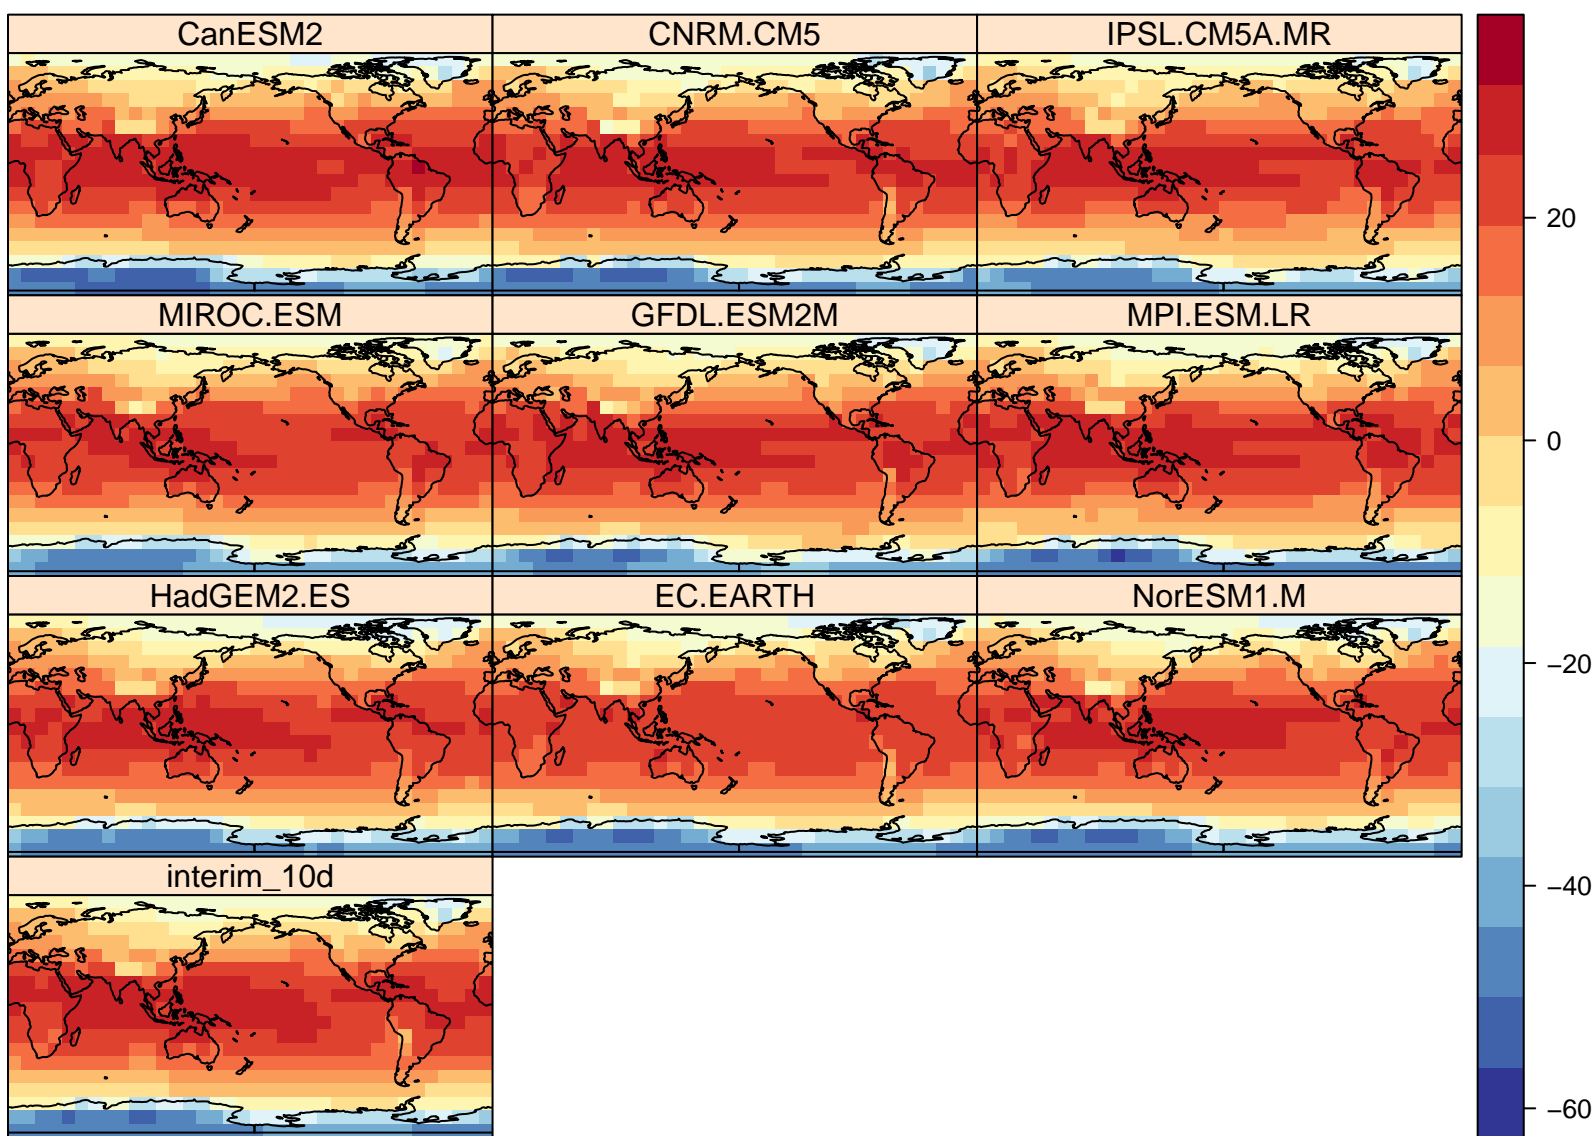 CanESM2
CNRM.CM5
IPSL.CM5A.MR
MIROC.ESM
GFDL.ESM2M
MPI.ESM.LR
HadGEM2.ES
EC.EARTH
NorESM1.M
interim_10d
20
0
−20
−40
−60